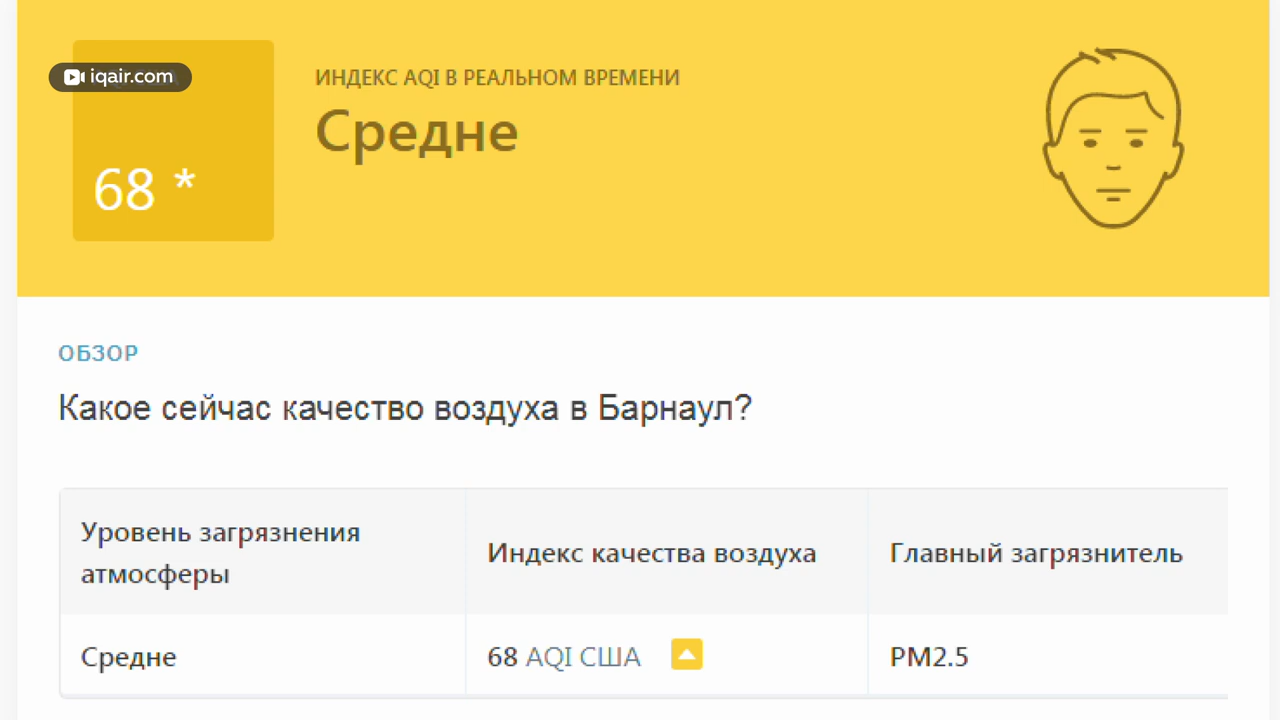 iqair.com
ИНДЕКС AQI В РЕАЛЬНОМ ВРЕМЕНИ
Средне
68 *
ОБЗОР
Какое сейчас качество воздуха в Барнаул?
Уровень загрязнения
атмосферы
Индекс качества воздуха
Главный загрязнитель
Средне
68 AQI США
PM2.5